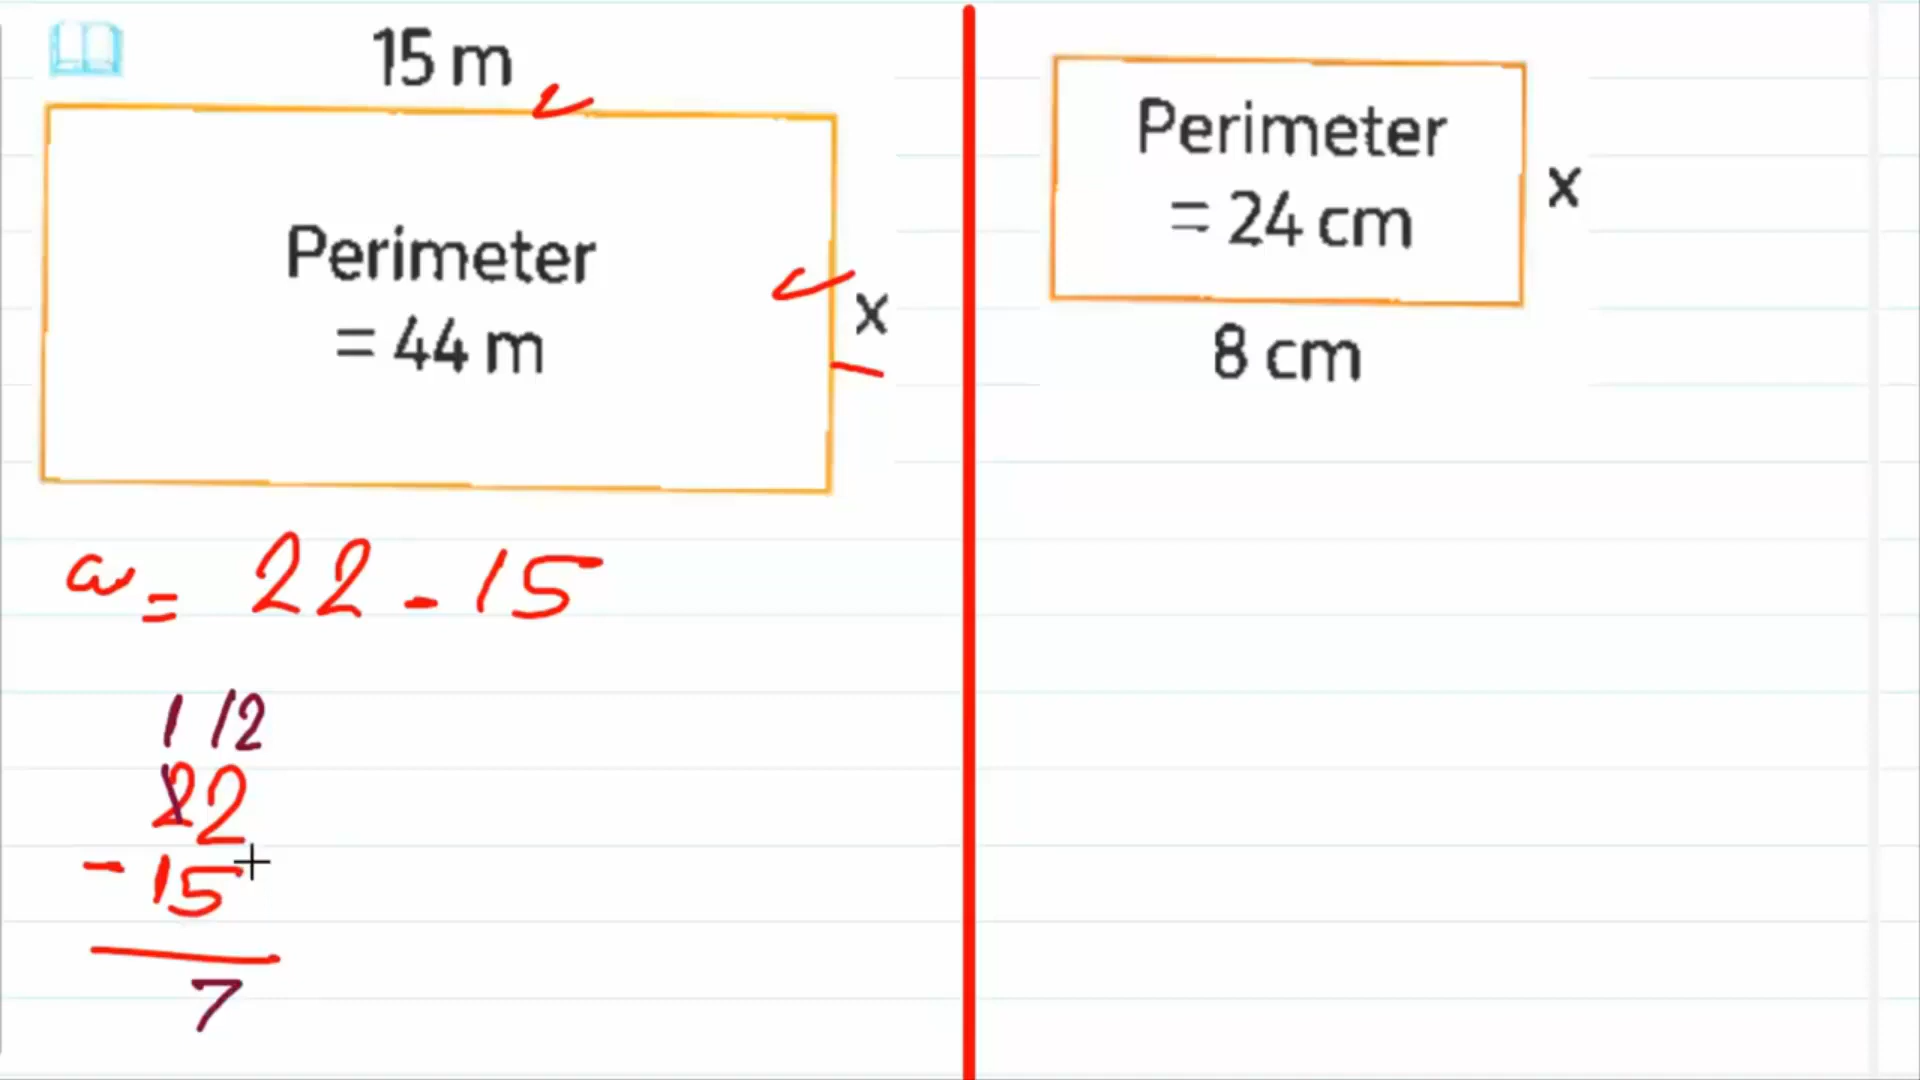 15 m
Perimeter
= 44 m
x
= 22 - 15
1 12
22
- 15
7
Perimeter
= 24 cm
x
8 cm